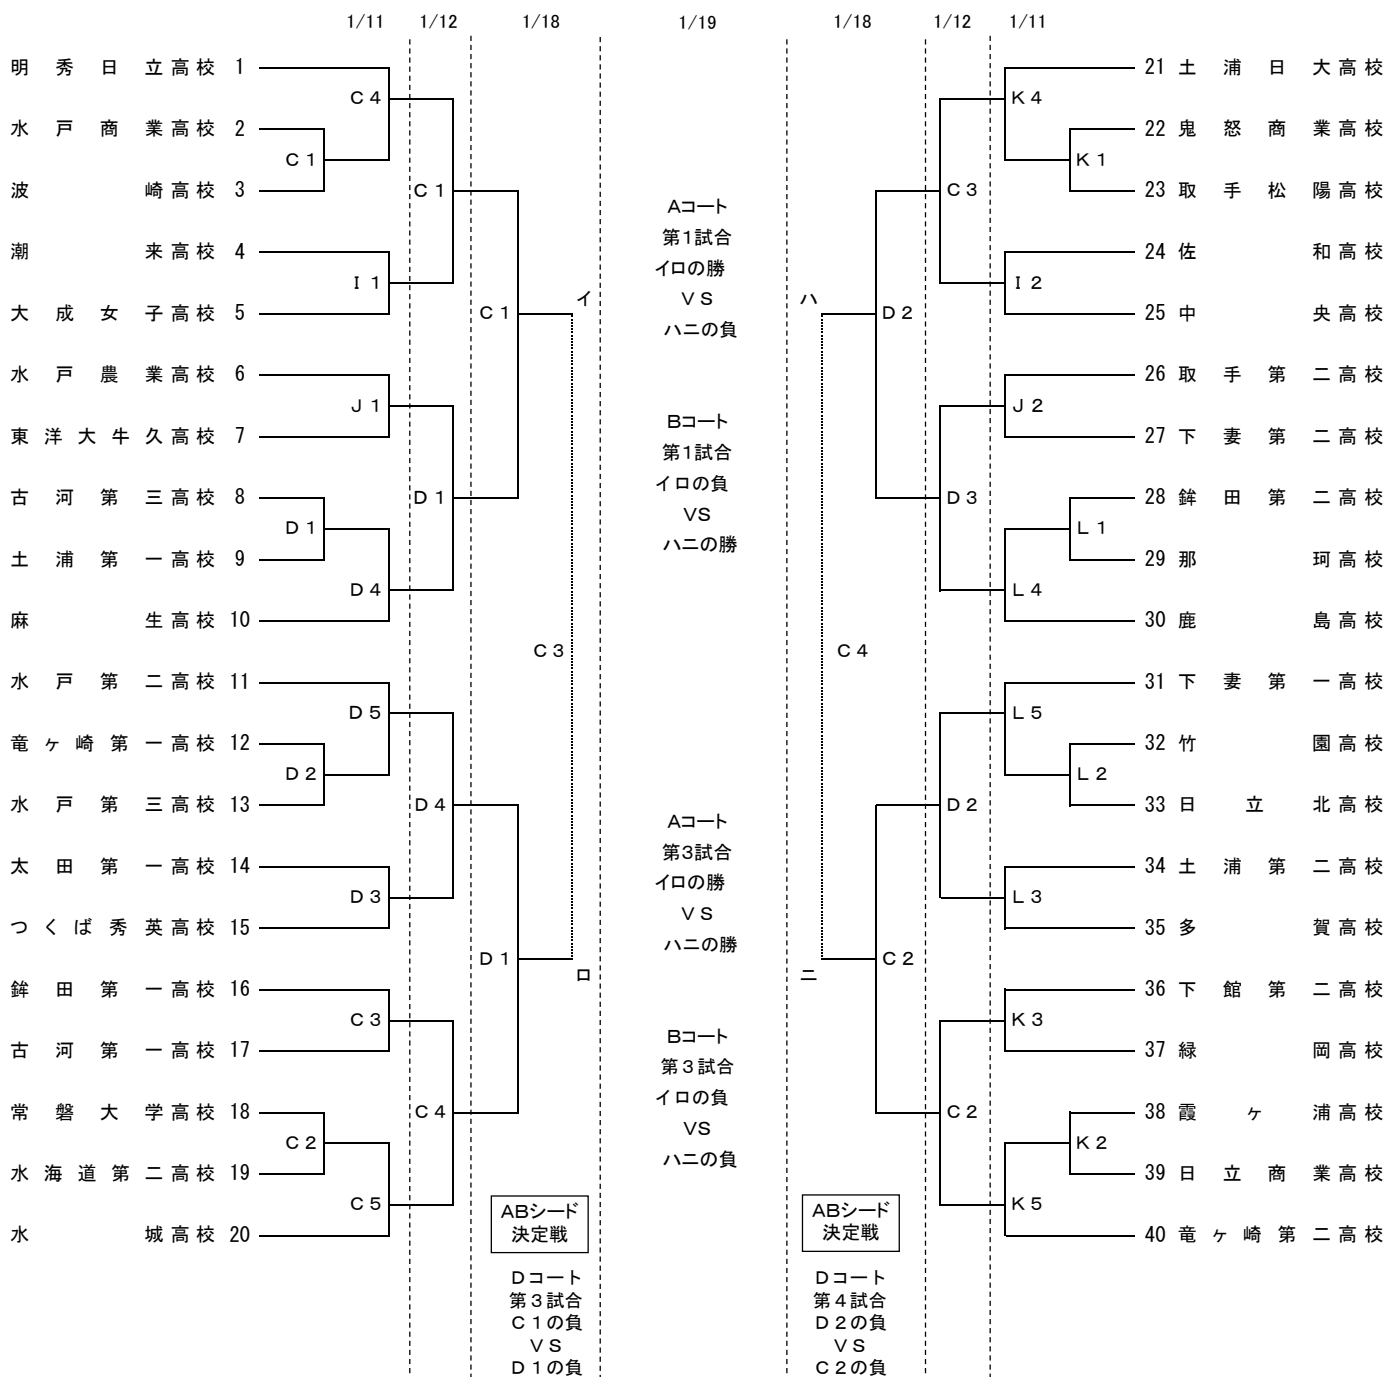 1/11 1/12 1/18 1/19 1/18 1/12 1/11
明秀日立高校 1
水戸商業高校 2
波崎高校 3
潮来高校 4
大成女子高校 5
水戸農業高校 6
東洋大牛久高校 7
古河第三高校 8
土浦第一高校 9
麻生高校 10
水戸第二高校 11
竜ヶ崎第一高校 12
水戸第三高校 13
太田第一高校 14
つくば秀英高校 15
鉾田第一高校 16
古河第一高校 17
常磐大学高校 18
水海道第二高校 19
水城高校 20
C4
C1
I1
J1
D1
D4
D5
D2
D3
C3
C2
C5
C1
D1
D4
C4
C1
D1
イ
ロ
C3
ABシード
決定戦
Dコート
第3試合
C1の負
VS
D1の負
Aコート
第1試合
イロの勝
VS
ハニの負
Bコート
第1試合
イロの負
VS
ハニの勝
Aコート
第3試合
イロの勝
VS
ハニの勝
Bコート
第3試合
イロの負
VS
ハニの負
ハ
ニ
C4
D2
C2
ABシード
決定戦
Dコート
第4試合
D2の負
VS
C2の負
C3
D3
D2
C2
K4
K1
I2
J2
L1
L4
L5
L2
L3
K3
K2
K5
21 土浦日大高校
22 鬼怒商業高校
23 取手松陽高校
24 佐和高校
25 中央高校
26 取手第二高校
27 下妻第二高校
28 鉾田第二高校
29 那珂高校
30 鹿島高校
31 下妻第一高校
32 竹園高校
33 日立北高校
34 土浦第二高校
35 多賀高校
36 下館第二高校
37 緑岡高校
38 霞ヶ浦高校
39 日立商業高校
40 竜ヶ崎第二高校